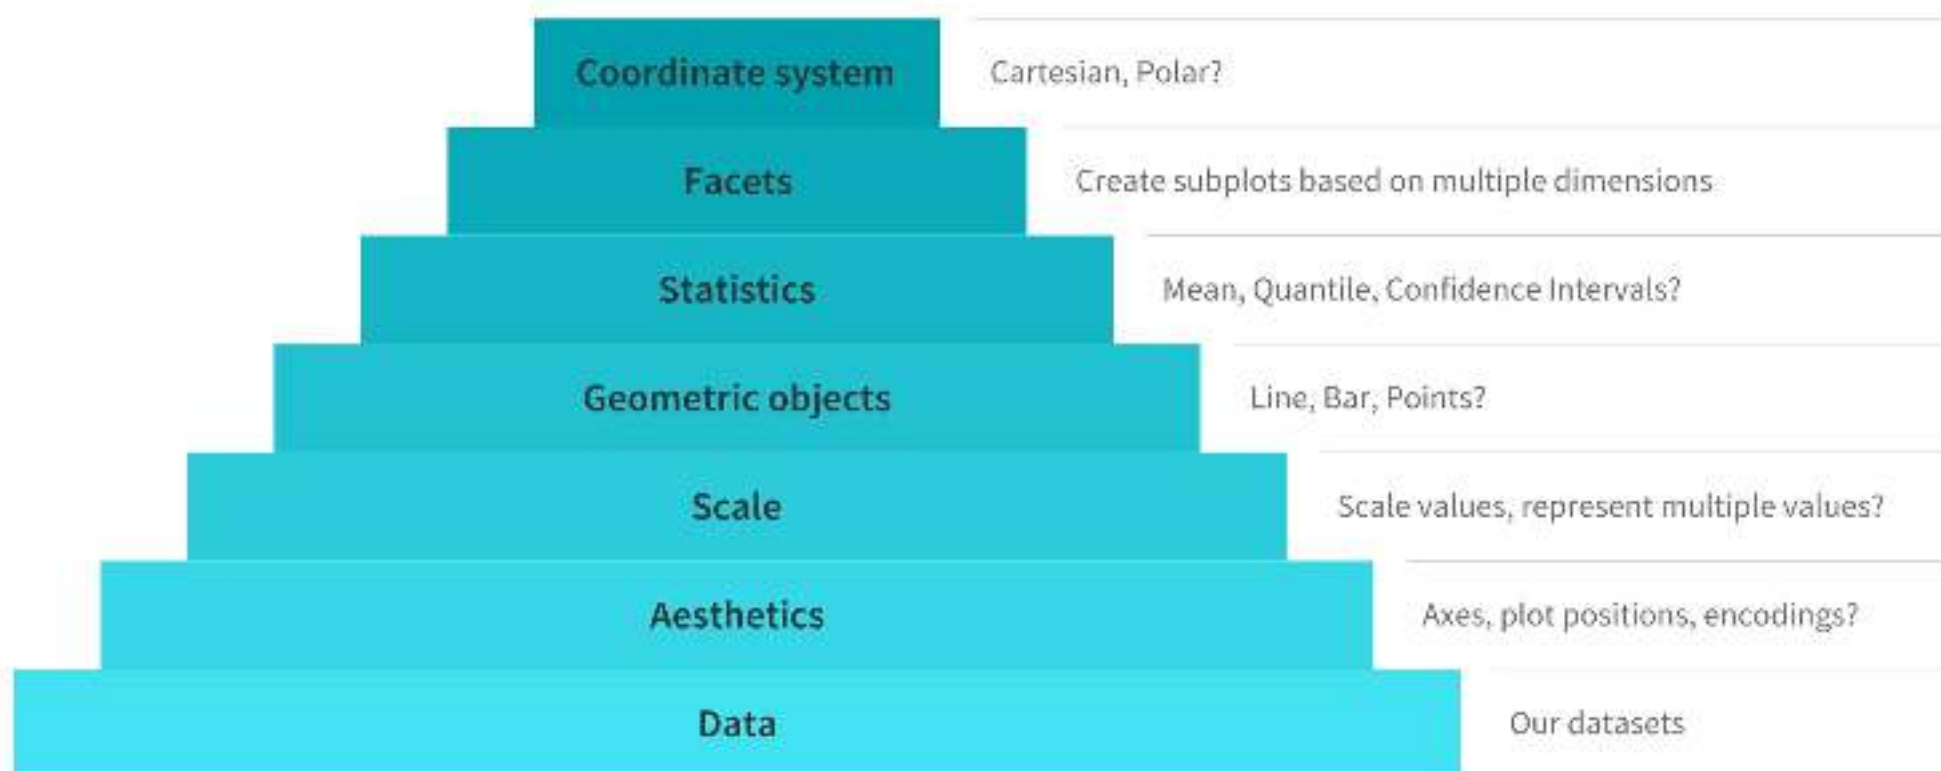 Coordinate system Cartesian, Polar?
Facets Create subplots based on multiple dimensions
Statistics Mean, Quantile, Confidence Intervals?
Geometric objects Line, Bar, Points?
Scale Scale values, represent multiple values?
Aesthetics Axes, plot positions, encodings?
Data Our datasets